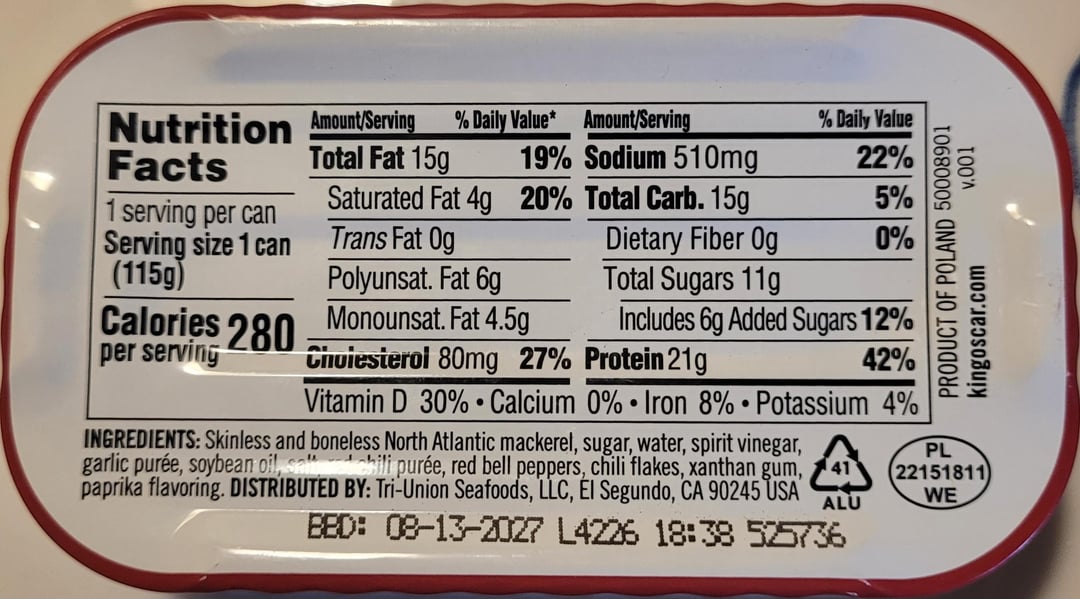 Nutrition
Facts
1 serving per can
Serving size 1 can
(115g)
Calories 280
per serving
Amount/Serving % Daily Value*
Total Fat 15g 19%
Saturated Fat 4g 20%
Trans Fat 0g
Polyunsat. Fat 6g
Monounsat. Fat 4.5g
Cholesterol 80mg 27%
Amount/Serving % Daily Value
Sodium 510mg 22%
Total Carb. 15g 5%
Dietary Fiber 0g 0%
Total Sugars 11g
Includes 6g Added Sugars 12%
Protein 21g 42%
Vitamin D 30% • Calcium 0% • Iron 8% • Potassium 4%
INGREDIENTS: Skinless and boneless North Atlantic mackerel, sugar, water, spirit vinegar,
garlic purée, soybean oil, salt, red chili purée, red bell peppers, chili flakes, xanthan gum,
paprika flavoring. DISTRIBUTED BY: Tri-Union Seafoods, LLC, El Segundo, CA 90245 USA
41
ALU
PL
22151811
WE
PRODUCT OF POLAND 50008901
v.001
kingoscar.com
BBD: 08-13-2027 L4226 18:38 525736